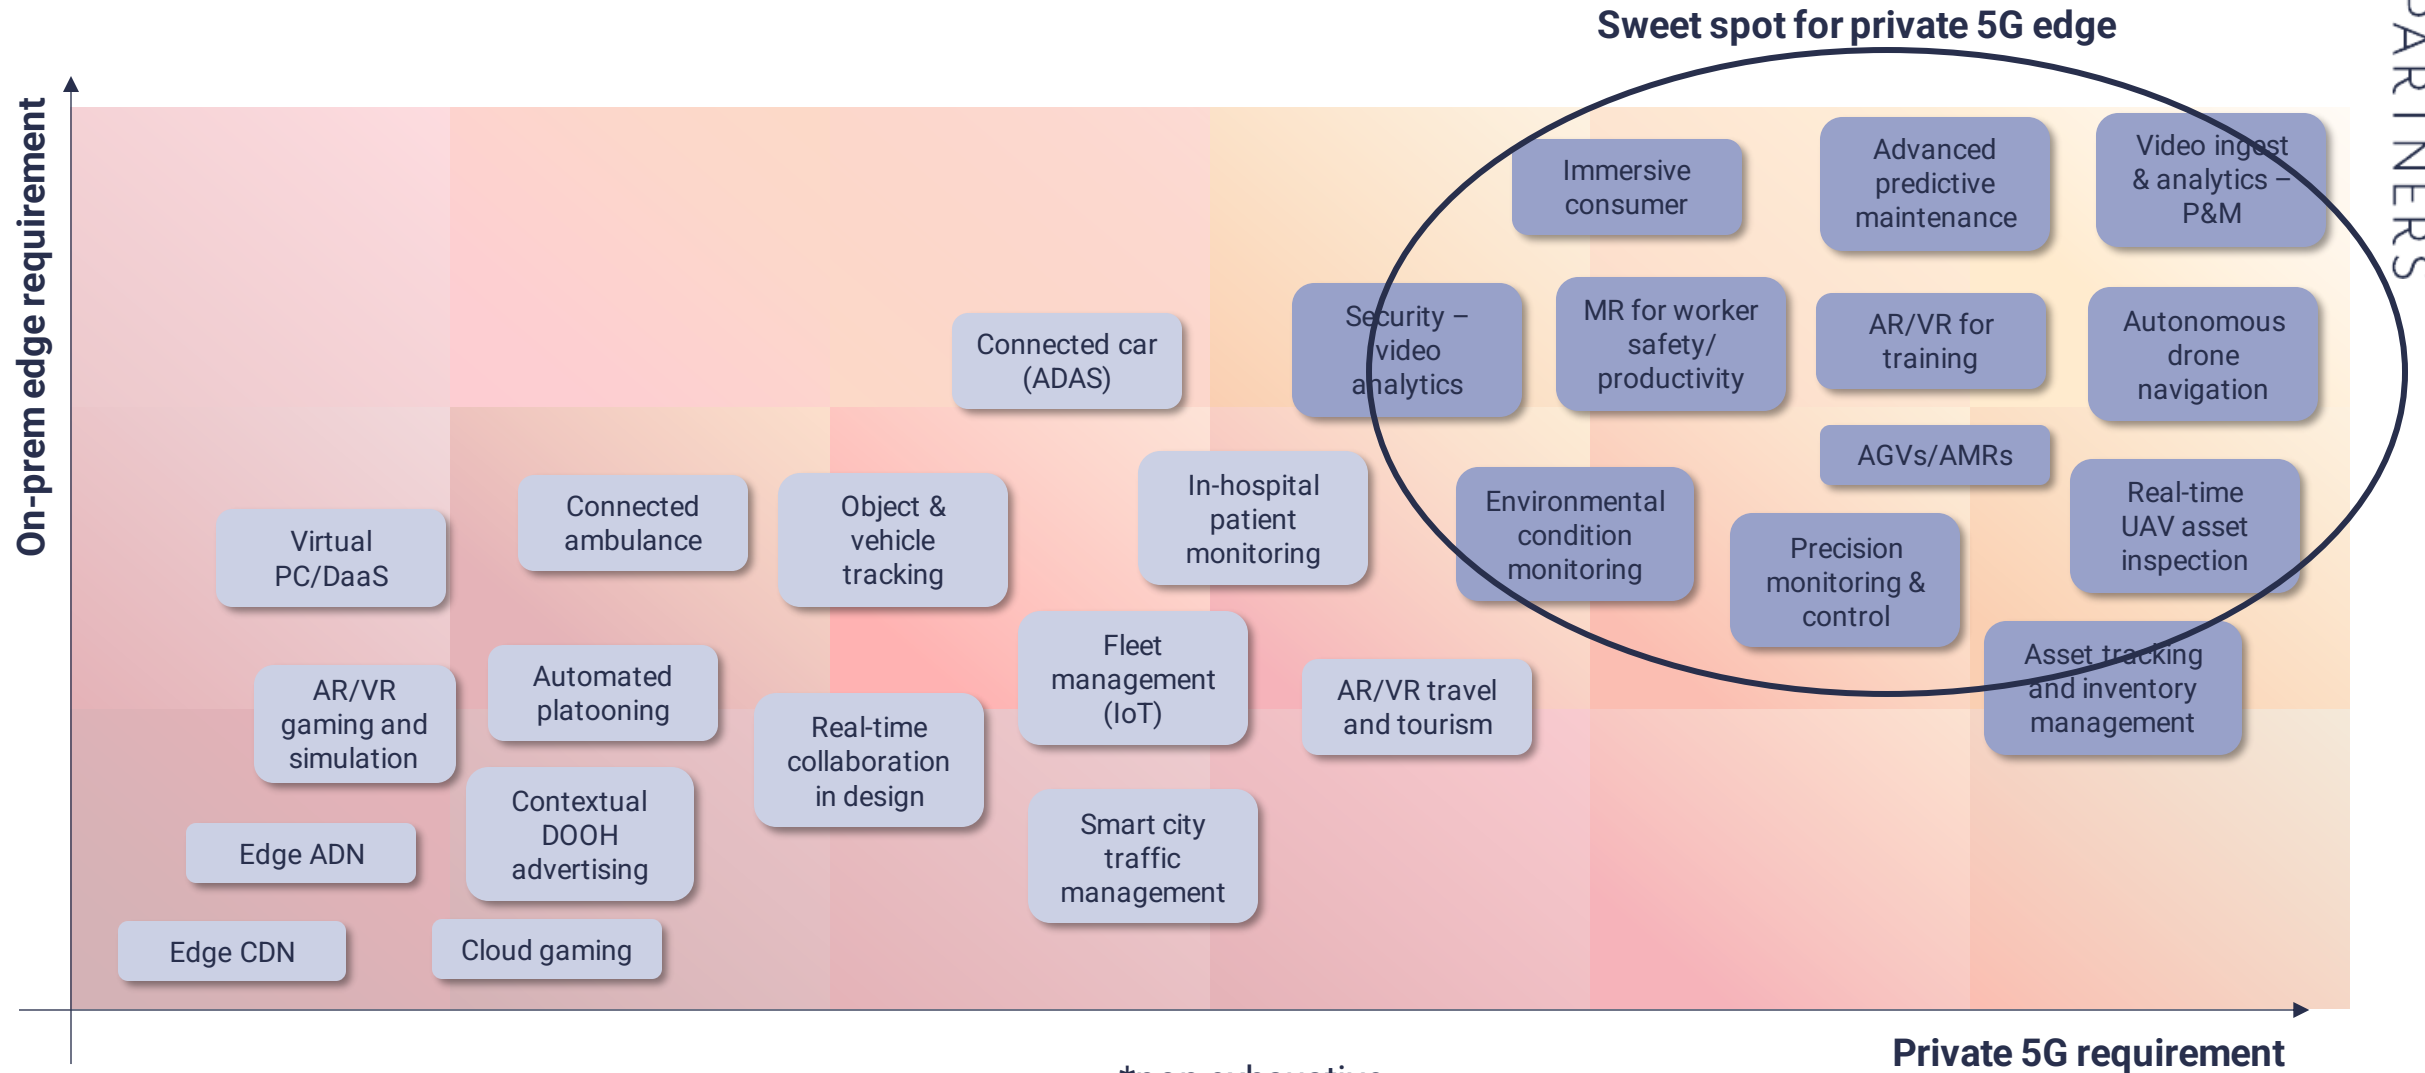 Sweet spot for private 5G edge
PARTNERS
On-prem edge requirement
Immersive
consumer
Advanced
predictive
maintenance
Video ingest
& analytics –
P&M
Security –
video
analytics
MR for worker
safety/
productivity
AR/VR for
training
Autonomous
drone
navigation
Connected car
(ADAS)
AGVs/AMRs
In-hospital
patient
monitoring
Environmental
condition
monitoring
Precision
monitoring &
control
Real-time
UAV asset
inspection
Virtual
PC/DaaS
Connected
ambulance
Object &
vehicle
tracking
Fleet
management
(IoT)
AR/VR travel
and tourism
Asset tracking
and inventory
management
AR/VR
gaming and
simulation
Automated
platooning
Real-time
collaboration
in design
Contextual
DOOH
advertising
Smart city
traffic
management
Edge ADN
Edge CDN
Cloud gaming
Private 5G requirement
*non-exhaustive